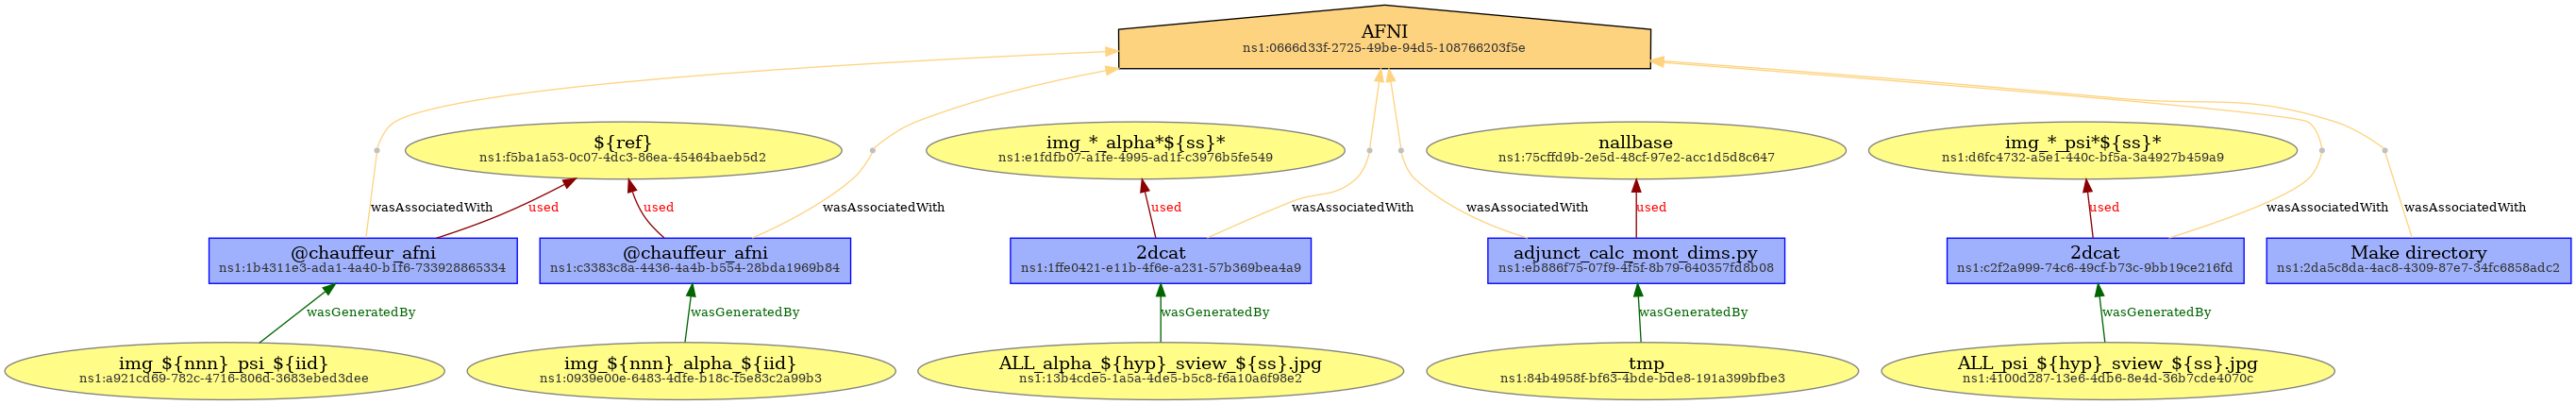 AFNI
ns1:0666d33f-2725-49be-94d5-108766203f5e
${ref}
ns1:f5ba1a53-0c07-4dc3-86ea-45464baeb5d2
img_*_alpha*${ss}*
ns1:e1fdfb07-a1fe-4995-ad1f-c3976b5fe549
nallbase
ns1:75cffd9b-2e5d-48cf-97e2-acc1d5d8c647
img_*_psi*${ss}*
ns1:d6fc4732-a5e1-440c-bf5a-3a4927b459a9
wasAssociatedWith
used
used
wasAssociatedWith
used
wasAssociatedWith
wasAssociatedWith
used
used
wasAssociatedWith
wasAssociatedWith
@chauffeur_afni
ns1:1b4311e3-ada1-4a40-b1f6-733928865334
@chauffeur_afni
ns1:c3383c8a-4436-4a4b-b554-28bda1969b84
2dcat
ns1:1ffe0421-e11b-4f6e-a231-57b369bea4a9
adjunct_calc_mont_dims.py
ns1:eb886f75-07f9-4f5f-8b79-640357fd8b08
2dcat
ns1:c2f2a999-74c6-49cf-b73c-9bb19ce216fd
Make directory
ns1:2da5c8da-4ac8-4309-87e7-34fc6858adc2
wasGeneratedBy
wasGeneratedBy
wasGeneratedBy
wasGeneratedBy
wasGeneratedBy
img_${nnn}_psi_${iid}
ns1:a921cd69-782c-4716-806d-3683ebed3dee
img_${nnn}_alpha_${iid}
ns1:0939e00e-6483-4dfe-b18c-f5e83c2a99b3
ALL_alpha_${hyp}_sview_${ss}.jpg
ns1:13b4cde5-1a5a-4de5-b5c8-f6a10a6f98e2
__tmp_
ns1:84b4958f-bf63-4bde-bde8-191a399bfbe3
ALL_psi_${hyp}_sview_${ss}.jpg
ns1:4100d287-13e6-4db6-8e4d-36b7cde4070c